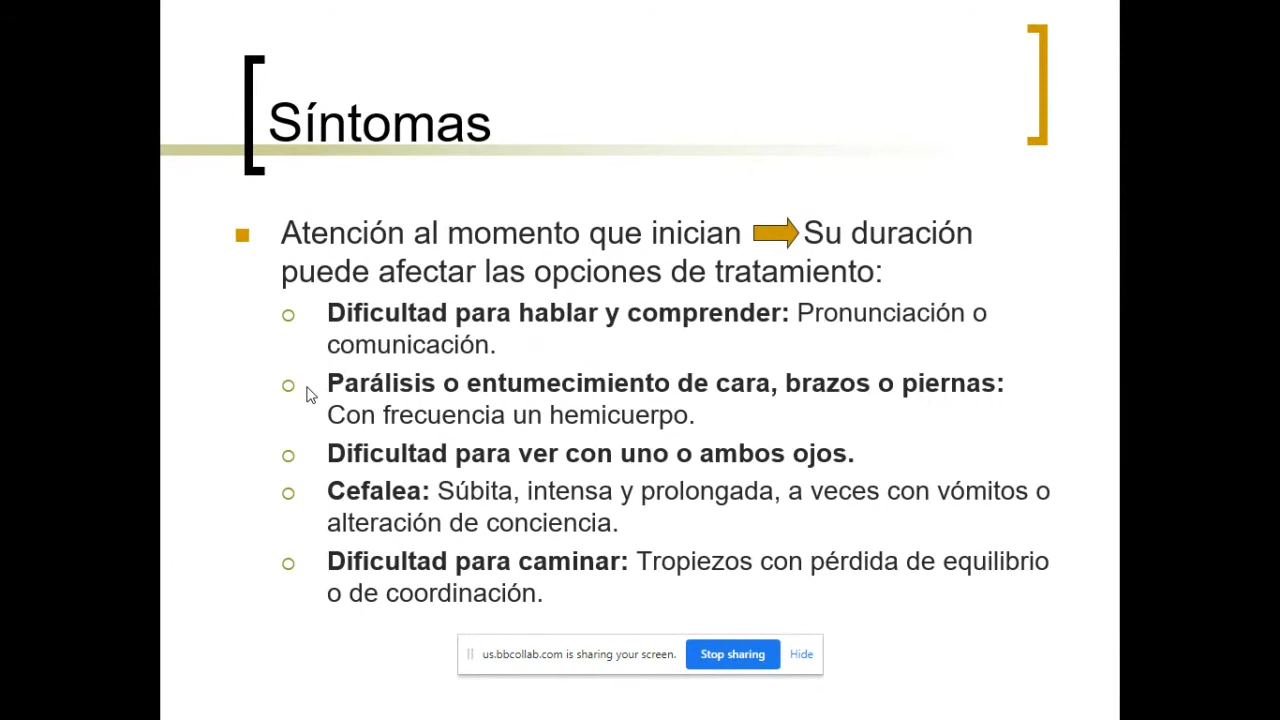 Síntomas
Atención al momento que inician Su duración
puede afectar las opciones de tratamiento:
Dificultad para hablar y comprender: Pronunciación o
comunicación.
Parálisis o entumecimiento de cara, brazos o piernas:
Con frecuencia un hemicuerpo.
Dificultad para ver con uno o ambos ojos.
Cefalea: Súbita, intensa y prolongada, a veces con vómitos o
alteración de conciencia.
Dificultad para caminar: Tropiezos con pérdida de equilibrio
o de coordinación.
us.bbcollab.com is sharing your screen. Stop sharing Hide